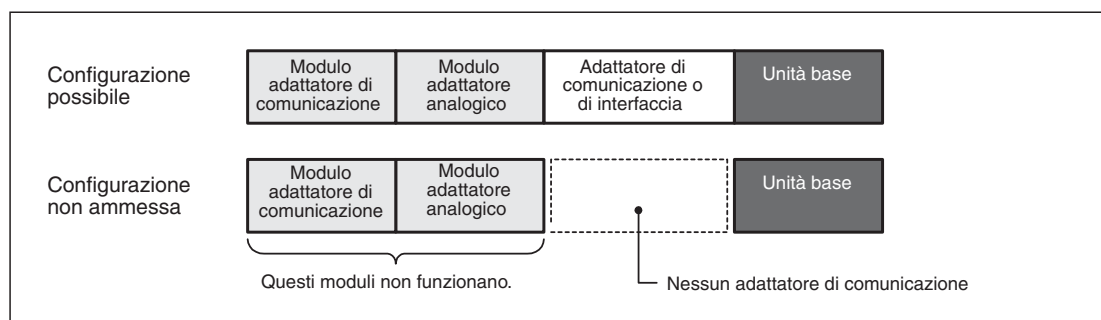 Configurazione
possibile
Modulo
adattatore di
comunicazione
Modulo
adattatore
analogico
Adattatore di
comunicazione o
di interfaccia
Unità base
Configurazione
non ammessa
Modulo
adattatore di
comunicazione
Modulo
adattatore
analogico
Unità base
Questi moduli non funzionano.
Nessun adattatore di comunicazione